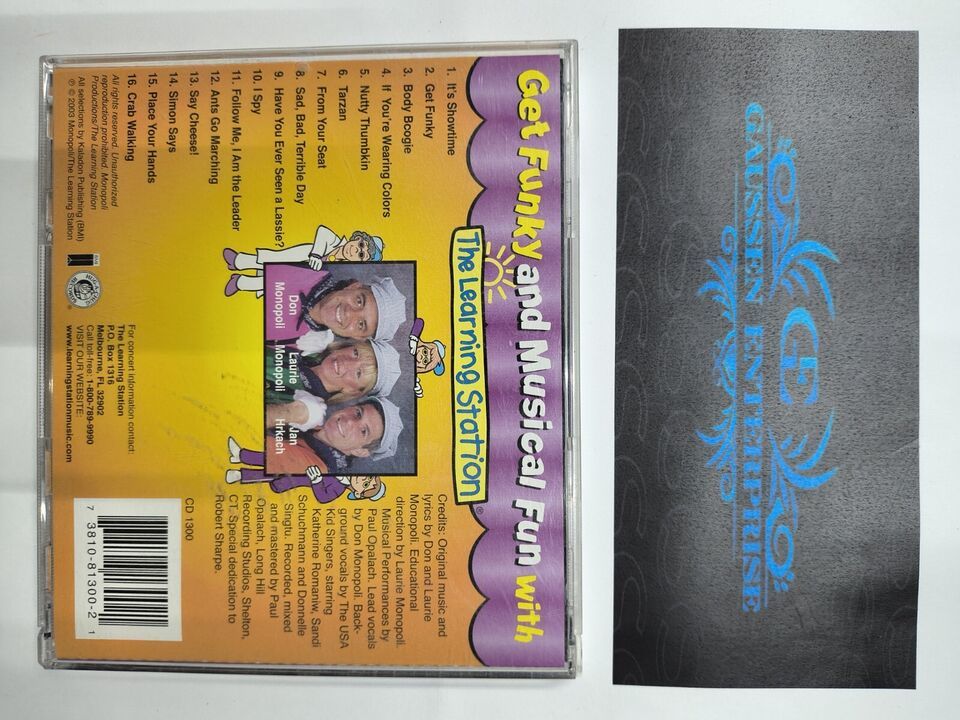 Get Funky and Musical Fun with
The Learning Station®
1. It's Showtime
2. Get Funky
3. Body Boogie
4. If You're Wearing Colors
5. Nutty Thumbkin
6. Tarzan
7. From Your Seat
8. Sad, Bad, Terrible Day
9. Have You Ever Seen a Lassie?
10. I Spy
11. Follow Me, I Am the Leader
12. Ants Go Marching
13. Say Cheese!
14. Simon Says
15. Place Your Hands
16. Crab Walking
All rights reserved. Unauthorized
reproduction prohibited. Monopoli
Productions/The Learning Station
All selections by Kaladon Publishing (BMI)
℗ © 2003 Monopoli/The Learning Station
Don
Monopoli
Laurie
Monopoli
Jan
Hrkach
For concert information contact:
The Learning Station
P.O. Box 1316
Melbourne, FL 32902
Call toll-free: 1-800-789-9990
VISIT OUR WEBSITE:
www.learningstationmusic.com
Credits: Original music and
lyrics by Don and Laurie
Monopoli. Educational
direction by Laurie Monopoli.
Musical Performances by
Paul Opalach. Lead vocals
by Don Monopoli. Back-
ground vocals by The USA
Kid Singers, starring
Katherine Romaniw, Sandi
Schuchmann and Donnelle
Singtu. Recorded, mixed
and mastered by Paul
Opalach, Long Hill
Recording Studios, Shelton,
CT. Special dedication to
Robert Sharpe.
CD 1300
7 3810-81300-2 1
GE
GAUSSEN ENTERPRISE